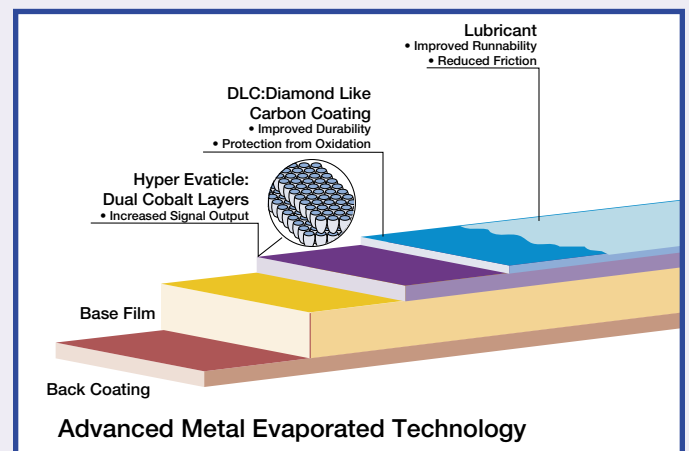 Lubricant
• Improved Runnability
• Reduced Friction
DLC:Diamond Like
Carbon Coating
• Improved Durability
• Protection from Oxidation
Hyper Evaticle:
Dual Cobalt Layers
• Increased Signal Output
Base Film
Back Coating
Advanced Metal Evaporated Technology